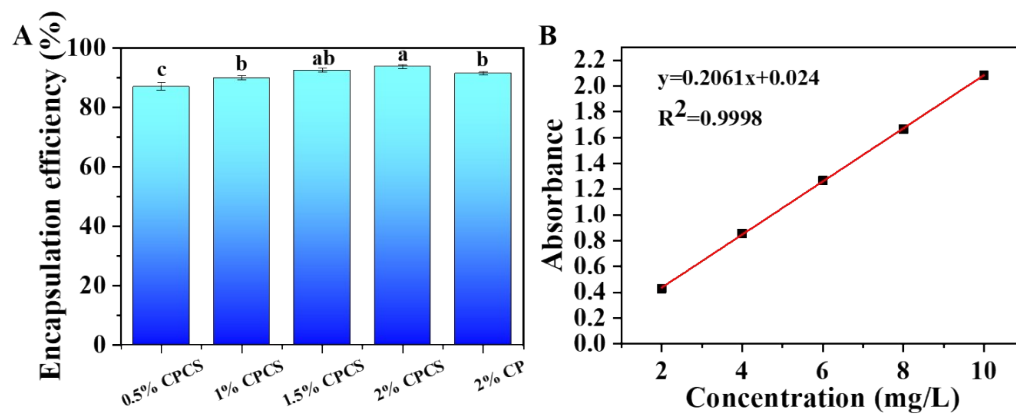 A
Encapsulation efficiency (%)
100
80
60
40
20
0
c
b
ab
a
b
0.5% CPCS
1% CPCS
1.5% CPCS
2% CPCS
2% CP
B
Absorbance
2.2
2.0
1.8
1.6
1.4
1.2
1.0
0.8
0.6
0.4
0.2
0.0
y=0.2061x+0.024
R²=0.9998
2 4 6 8 10
Concentration (mg/L)